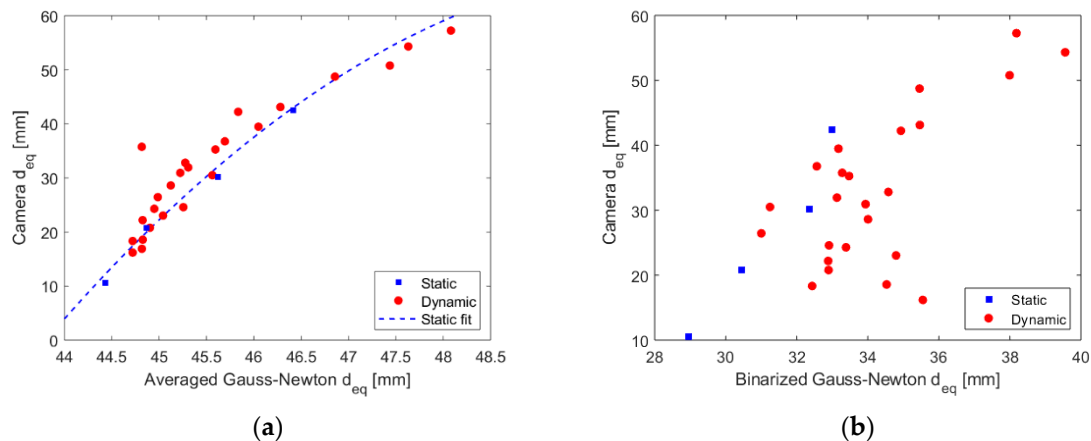 60
50
40
30
20
10
0
Camera d_eq [mm]
Static
Dynamic
Static fit
44 44.5 45 45.5 46 46.5 47 47.5 48 48.5
Averaged Gauss-Newton d_eq [mm]
(a)
60
50
40
30
20
10
Camera d_eq [mm]
Static
Dynamic
28 30 32 34 36 38 40
Binarized Gauss-Newton d_eq [mm]
(b)